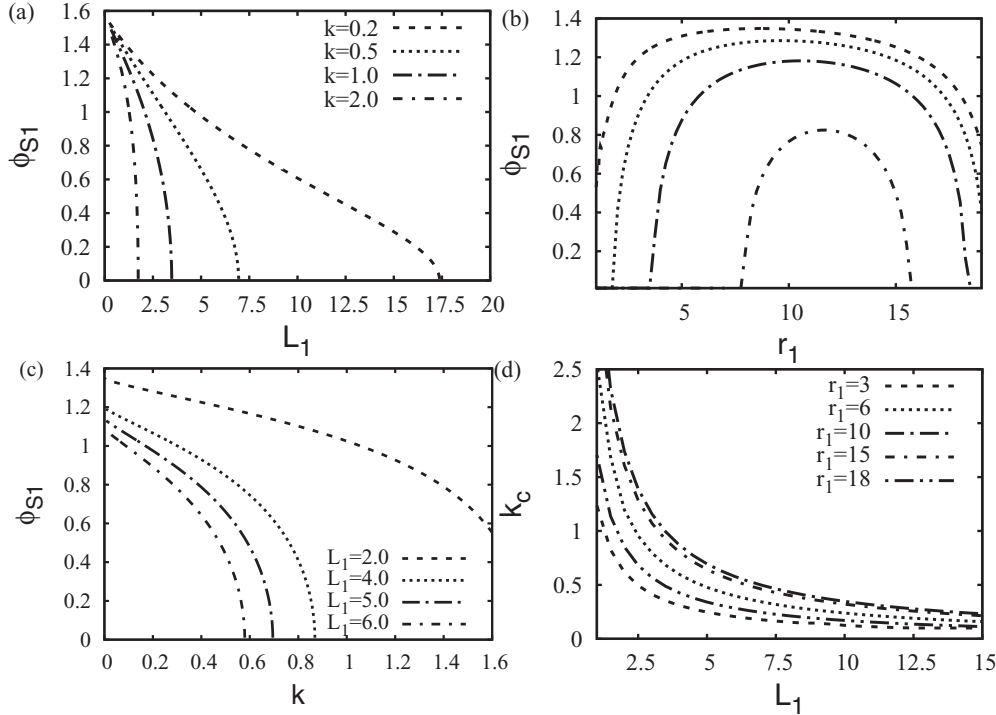 (a)
1.6
1.4
1.2
1
0.8
0.6
0.4
0.2
0
ϕS1
k=0.2
k=0.5
k=1.0
k=2.0
0 2.5 5 7.5 10 12.5 15 17.5 20
L1
(b)
1.4
1.2
1
0.8
0.6
0.4
0.2
ϕS1
5 10 15
r1
(c)
1.4
1.2
1
0.8
0.6
0.4
0.2
0
ϕS1
L1=2.0
L1=4.0
L1=5.0
L1=6.0
0 0.2 0.4 0.6 0.8 1 1.2 1.4 1.6
k
(d)
2.5
2
1.5
1
0.5
0
kc
r1=3
r1=6
r1=10
r1=15
r1=18
2.5 5 7.5 10 12.5 15
L1